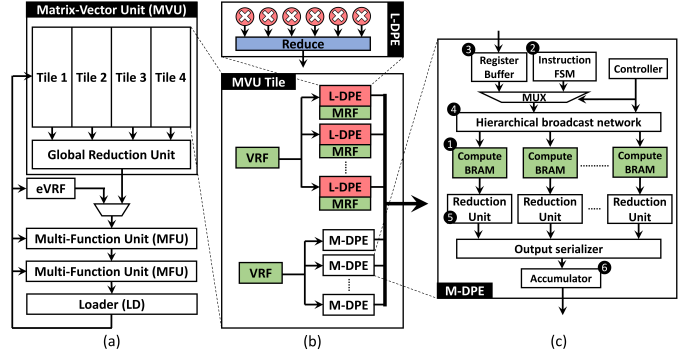 Matrix-Vector Unit (MVU)
Tile 1
Tile 2
Tile 3
Tile 4
Global Reduction Unit
eVRF
Multi-Function Unit (MFU)
Multi-Function Unit (MFU)
Loader (LD)
(a)
Reduce
L-DPE
MVU Tile
VRF
L-DPE
MRF
L-DPE
MRF
L-DPE
MRF
VRF
M-DPE
M-DPE
M-DPE
(b)
3
Register
Buffer
2
Instruction
FSM
Controller
MUX
4
Hierarchical broadcast network
1
Compute
BRAM
Compute
BRAM
Compute
BRAM
5
Reduction
Unit
Reduction
Unit
Reduction
Unit
Output serializer
6
Accumulator
M-DPE
(c)